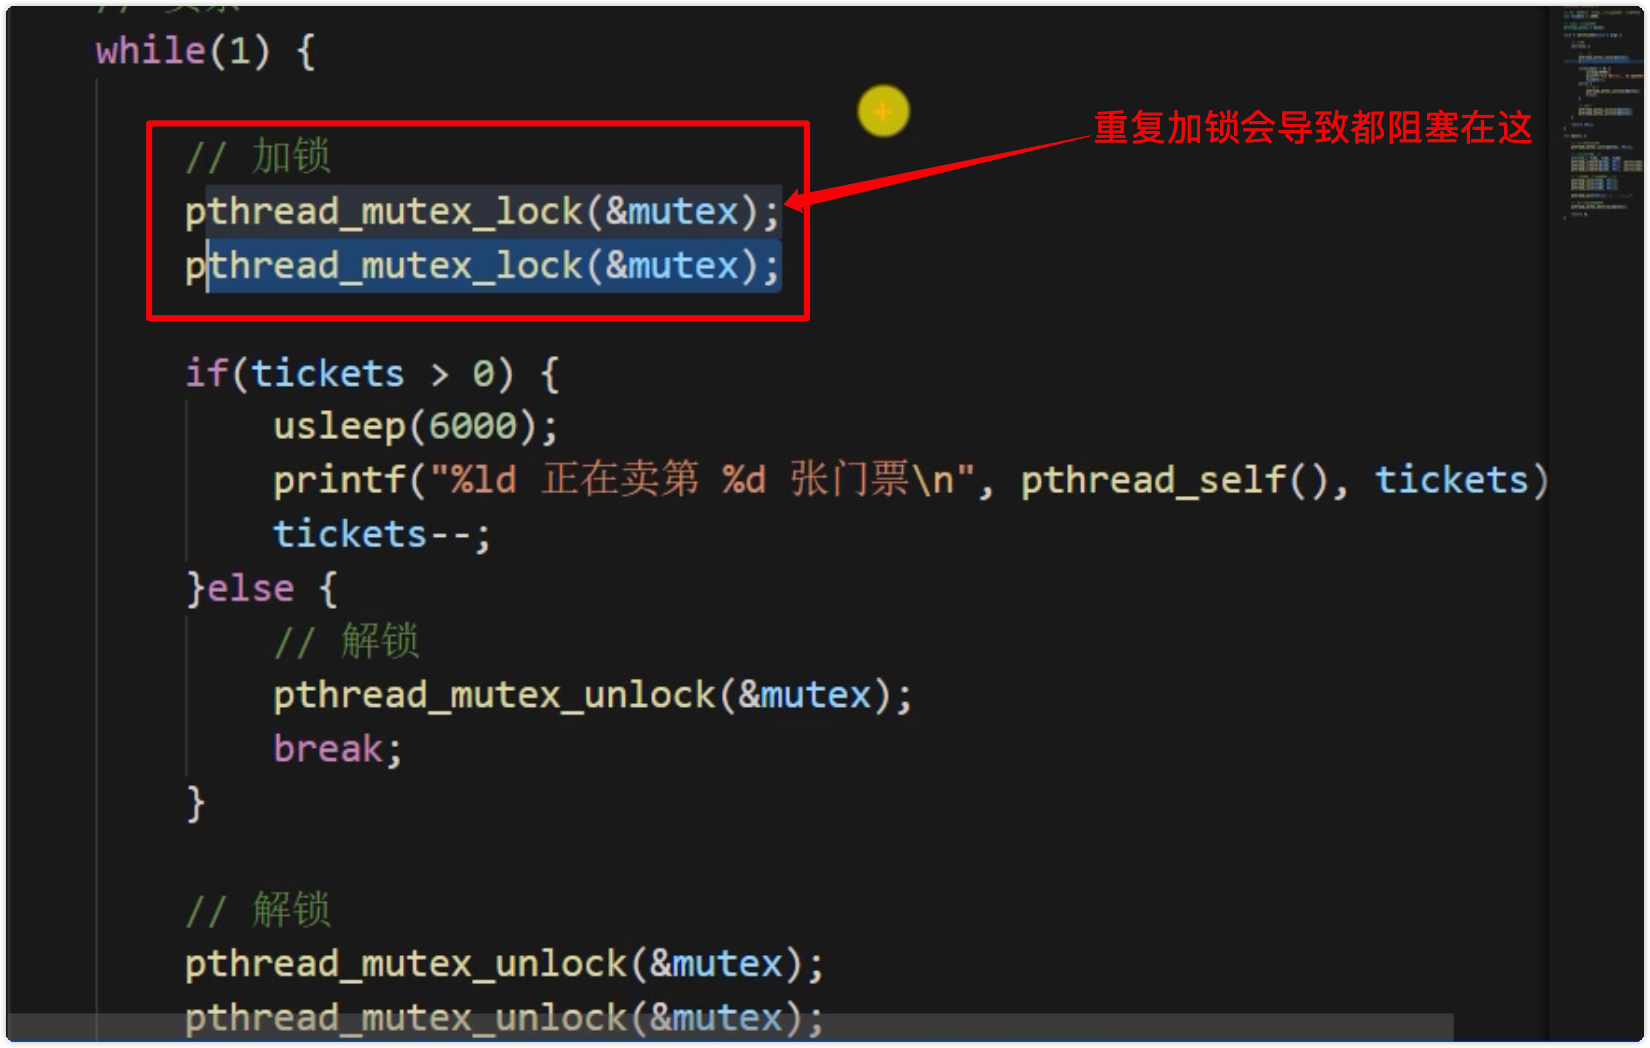 while(1) {
重复加锁会导致都阻塞在这
// 加锁
pthread_mutex_lock(&mutex);
pthread_mutex_lock(&mutex);
if(tickets > 0) {
usleep(6000);
printf("%ld 正在卖第 %d 张门票\n", pthread_self(), tickets)
tickets--;
}else {
// 解锁
pthread_mutex_unlock(&mutex);
break;
}
// 解锁
pthread_mutex_unlock(&mutex);
pthread_mutex_unlock(&mutex);